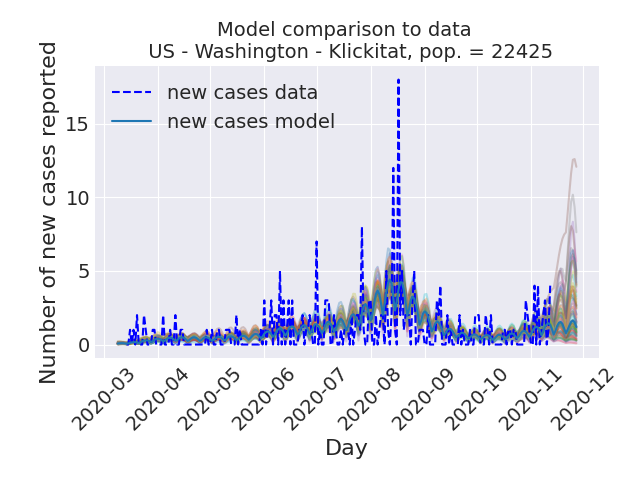 Model comparison to data
US - Washington - Klickitat, pop. = 22425
new cases data
new cases model
Number of new cases reported
15
10
5
0
2020-03
2020-04
2020-05
2020-06
2020-07
2020-08
2020-09
2020-10
2020-11
2020-12
Day